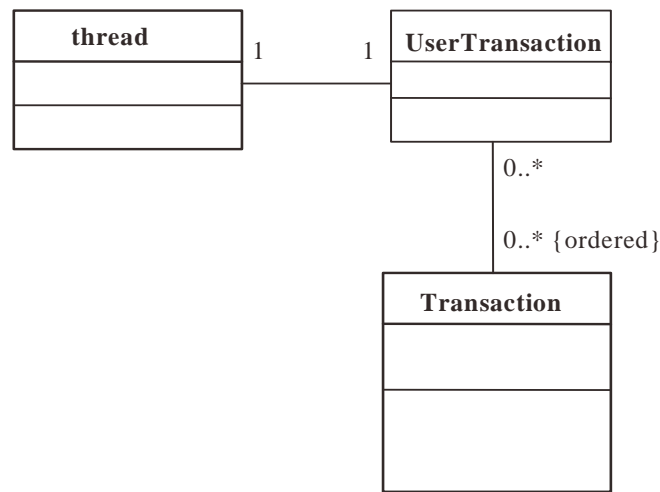 thread
1
1
UserTransaction
0..*
0..* {ordered}
Transaction